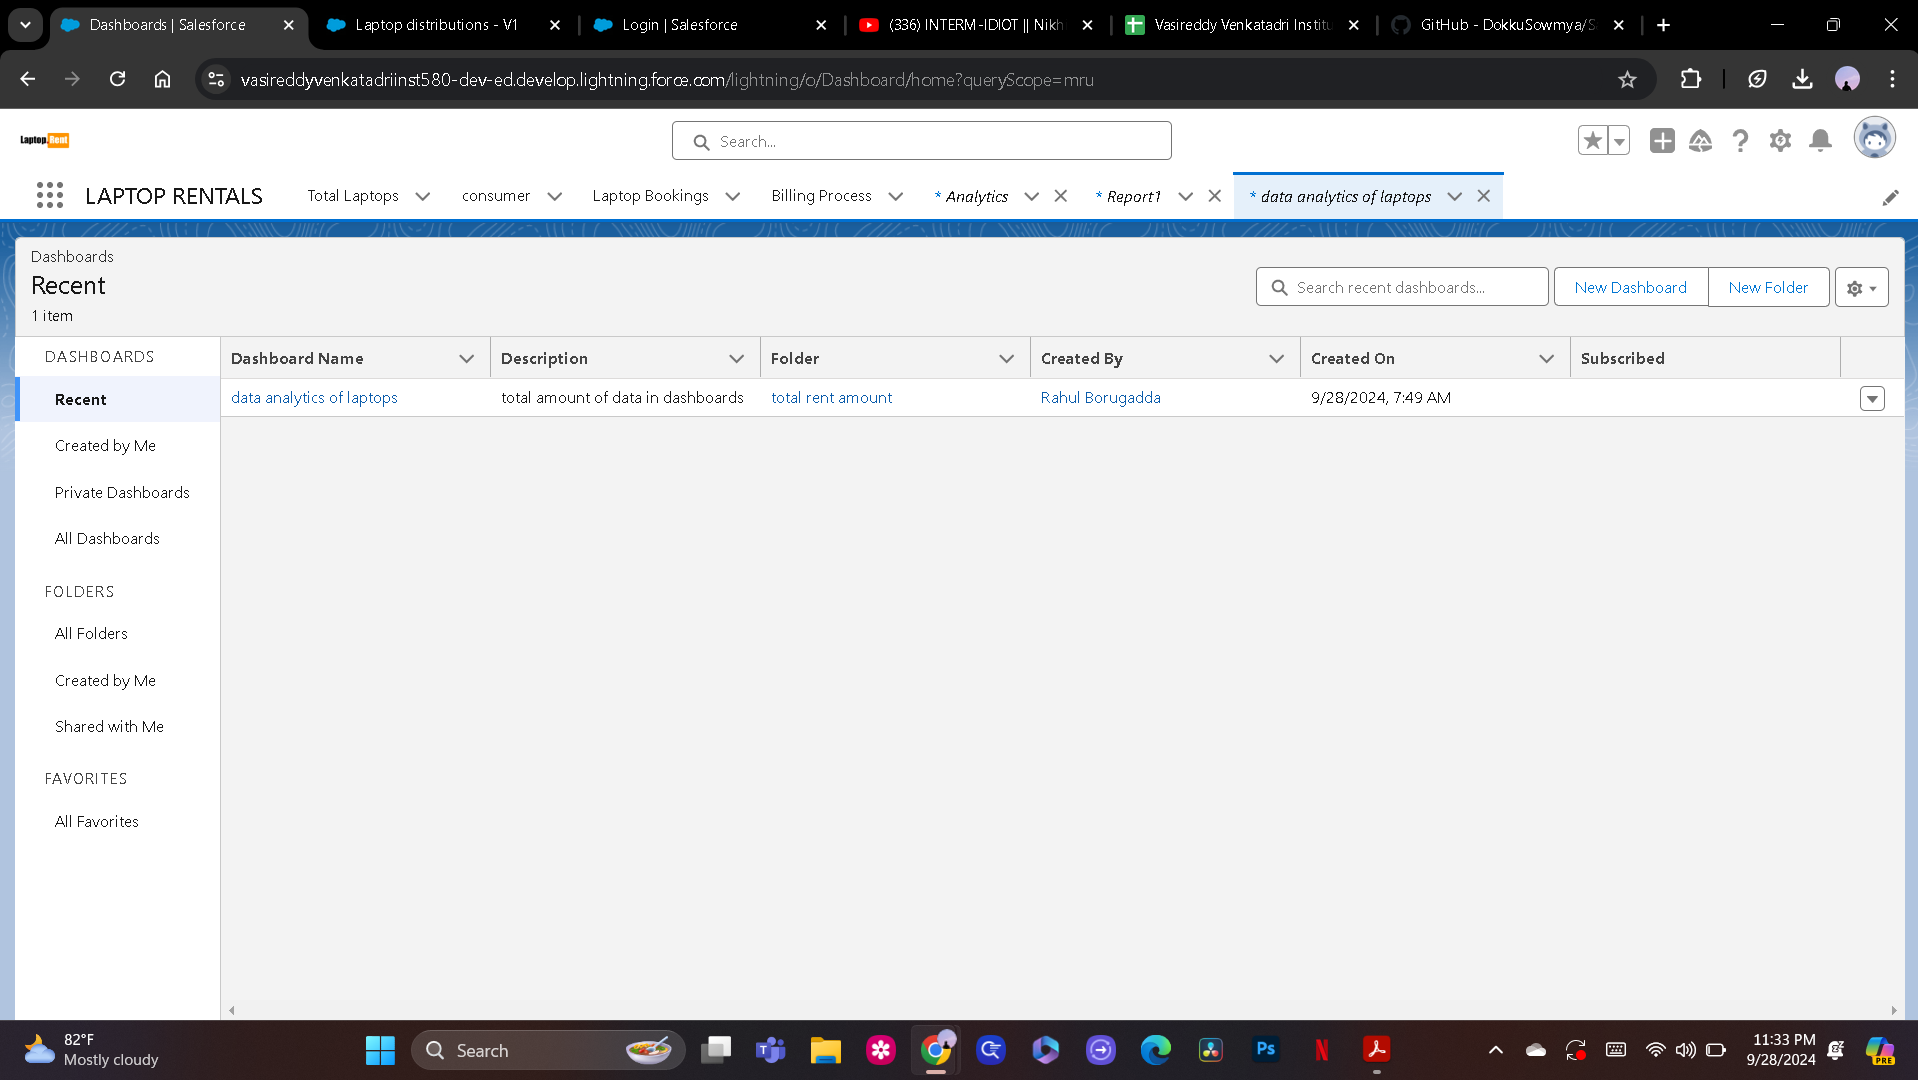 Dashboards | Salesforce
Laptop distributions - V1
Login | Salesforce
(336) INTERM-IDIOT || Nikh
Vasireddy Venkatadri Institu
GitHub - DokkuSowmya/S
vasireddyvenkatadriinst580-dev-ed.develop.lightning.force.com/lightning/o/Dashboard/home?queryScope=mru
Laptop Rent
Search...
LAPTOP RENTALS
Total Laptops
consumer
Laptop Bookings
Billing Process
* Analytics
* Report1
* data analytics of laptops
Dashboards
Recent
1 item
Search recent dashboards...
New Dashboard
New Folder
DASHBOARDS
Recent
Created by Me
Private Dashboards
All Dashboards
FOLDERS
All Folders
Created by Me
Shared with Me
FAVORITES
All Favorites
Dashboard Name
Description
Folder
Created By
Created On
Subscribed
data analytics of laptops
total amount of data in dashboards
total rent amount
Rahul Borugadda
9/28/2024, 7:49 AM
82°F
Mostly cloudy
Search
Ps
PRE
11:33 PM
9/28/2024